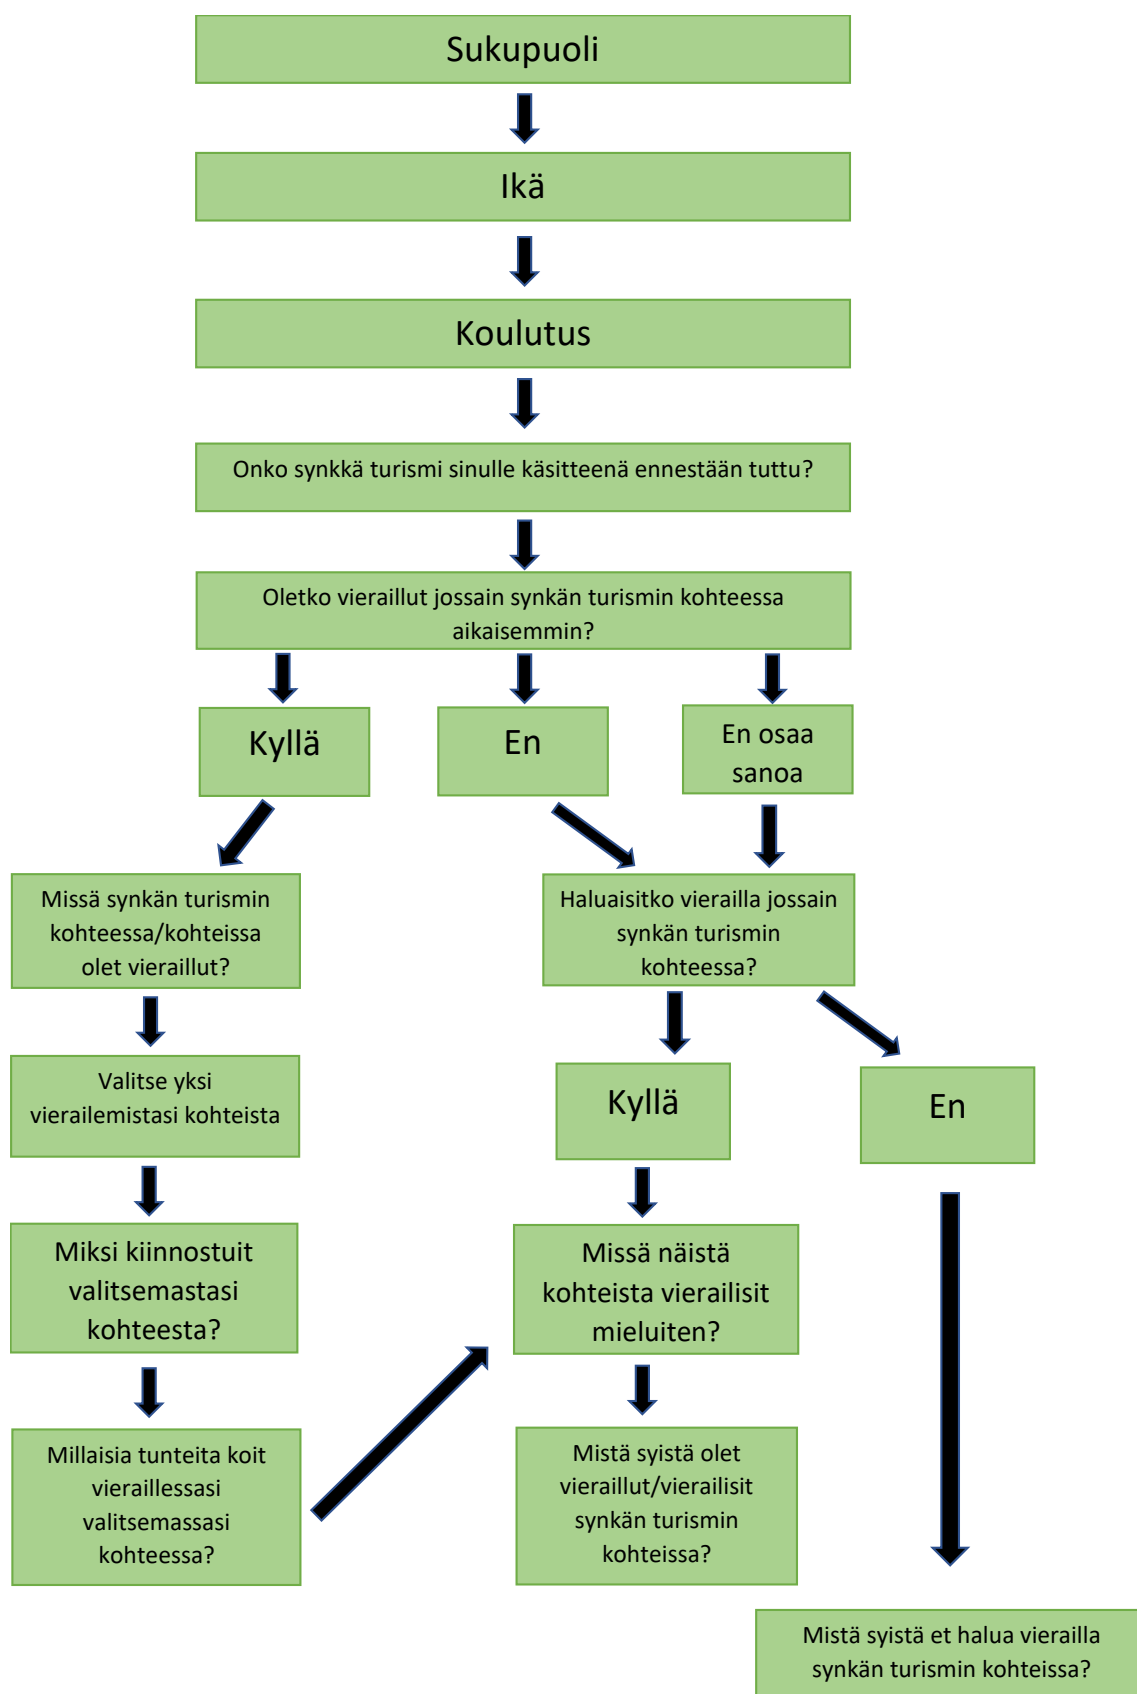 Sukupuoli
Ikä
Koulutus
Onko synkkä turismi sinulle käsitteenä ennestään tuttu?
Oletko vieraillut jossain synkän turismin kohteessa
aikaisemmin?
Kyllä
En
En osaa
sanoa
Missä synkän turismin
kohteessa/kohteissa
olet vieraillut?
Haluaisitko vierailla jossain
synkän turismin
kohteessa?
Valitse yksi
vierailemistasi kohteista
Kyllä
En
Miksi kiinnostuit
valitsemastasi
kohteesta?
Missä näistä
kohteista vierailisit
mieluiten?
Millaisia tunteita koit
vieraillessasi
valitsemassasi
kohteessa?
Mistä syistä olet
vieraillut/vierailisit
synkän turismin
kohteissa?
Mistä syistä et halua vierailla
synkän turismin kohteissa?